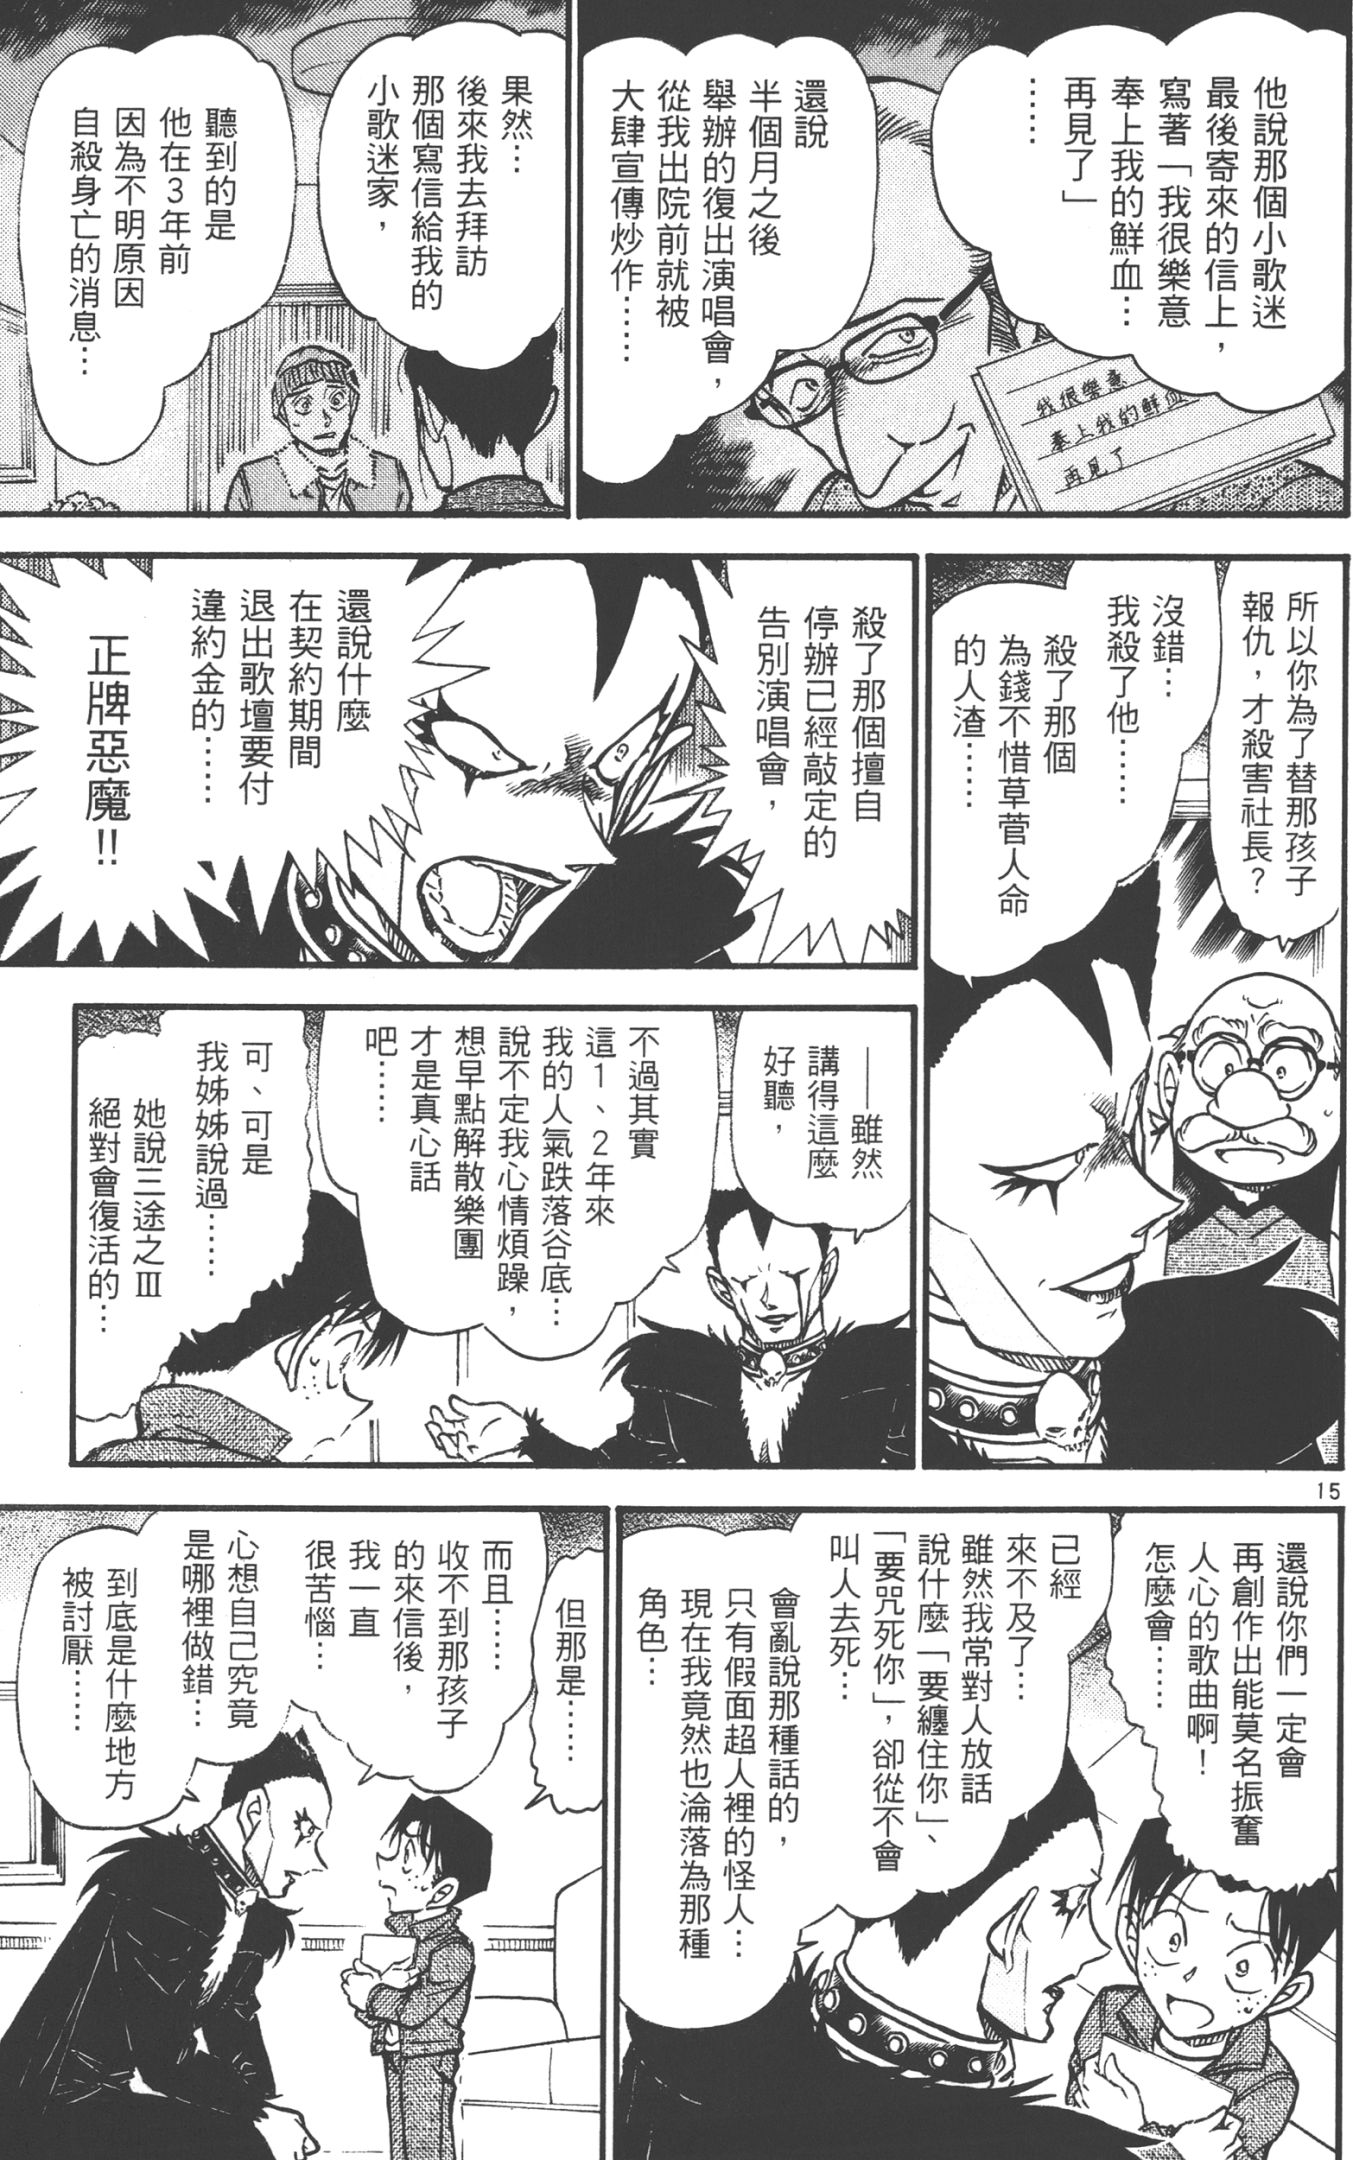 他說那個小歌迷
最後寄來的信上，
寫著「我很樂意
奉上我的鮮血…
再見了」
……
我很樂意
奉上我的鮮血
再見了
還說
半個月之後
舉辦的復出演唱會，
從我出院前就被
大肆宣傳炒作……
果然…
後來我去拜訪
那個寫信給我的
小歌迷家，
聽到的是
他在3年前
因為不明原因
自殺身亡的消息…
所以你為了替那孩子
報仇，才殺害社長？
沒錯…
我殺了他……
殺了那個
為錢不惜草菅人命
的人渣……
殺了那個擅自
停辦已經敲定的
告別演唱會，
還說什麼
在契約期間
退出歌壇要付
違約金的……
正牌惡魔!!
——雖然
講得這麼
好聽，
不過其實
這1、2年來
我的人氣跌落谷底…
說不定我心情煩躁，
想早點解散樂團
才是真心話
吧……
可、可是
我姊姊說過……
她說三途之Ⅲ
絕對會復活的…
15
還說你們一定會
再創作出能莫名振奮
人心的歌曲啊！
怎麼會……
已經
來不及了…
雖然我常對人放話
說什麼「要纏住你」、
「要咒死你」，卻從不會
叫人去死…
會亂說那種話的，
只有假面超人裡的怪人…
現在我竟然也淪落為那種
角色…
但那是……
而且……
收不到那孩子
的來信後，
我一直
很苦惱…
心想自己究竟
是哪裡做錯…
到底是什麼地方
被討厭……